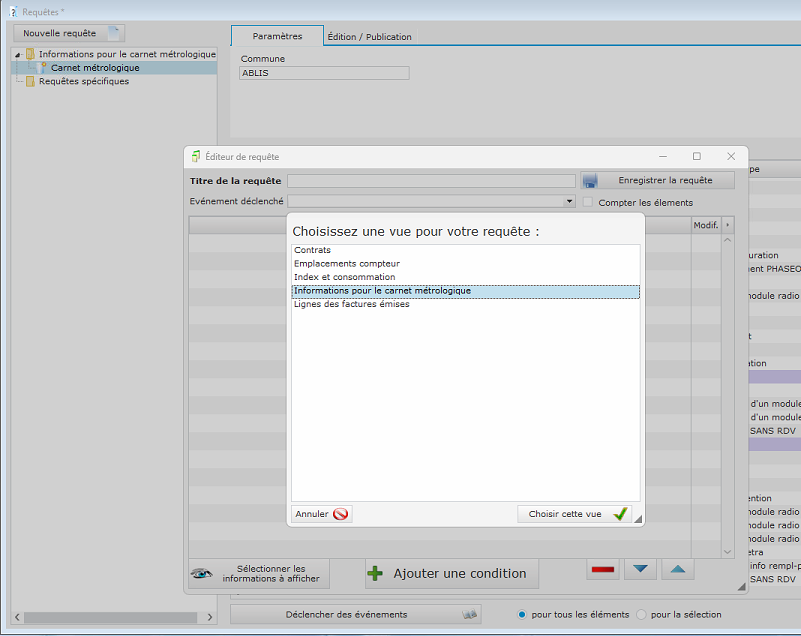 Requêtes *
Nouvelle requête
Informations pour le carnet métrologique
Carnet métrologique
Requêtes spécifiques
Paramètres
Édition / Publication
Commune
ABLIS
Éditeur de requête
Titre de la requête
Enregistrer la requête
Evénement déclenché
Compter les élements
Modif.
Choisissez une vue pour votre requête :
Contrats
Emplacements compteur
Index et consommation
Informations pour le carnet métrologique
Lignes des factures émises
Annuler
Choisir cette vue
Sélectionner les
informations à afficher
Ajouter une condition
Déclencher des événements
pour tous les éléments
pour la sélection
pe
uration
ent PHASEO
nodule radio
t
ation
d'un module
d'un module
SANS RDV
ention
nodule radio
nodule radio
nodule radio
etra
info rempl-p
SANS RDV